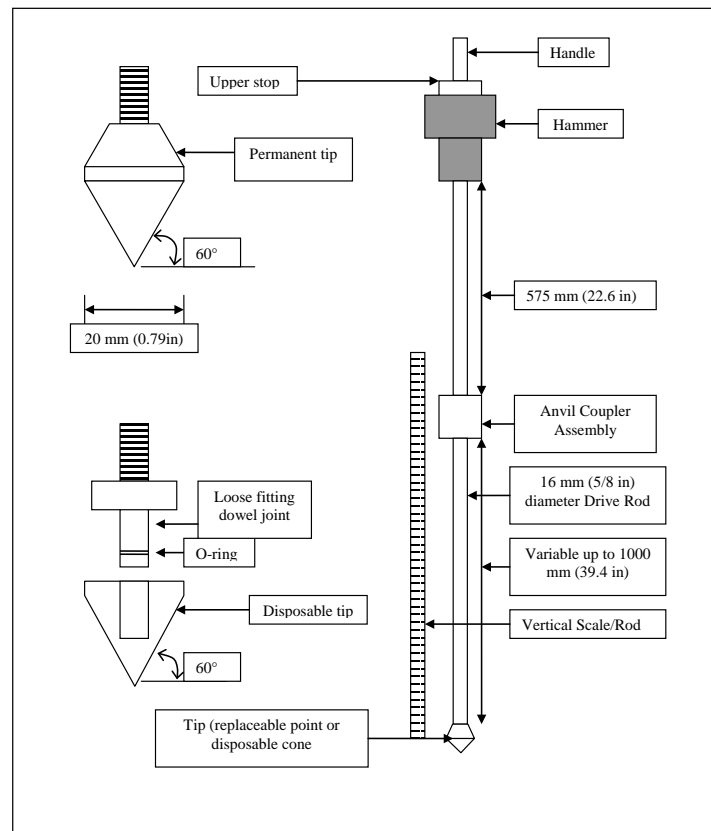 Handle
Upper stop
Hammer
Permanent tip
60°
575 mm (22.6 in)
20 mm (0.79in)
Anvil Coupler
Assembly
Loose fitting
dowel joint
16 mm (5/8 in)
diameter Drive Rod
O-ring
Variable up to 1000
mm (39.4 in)
Disposable tip
Vertical Scale/Rod
60°
Tip (replaceable point or
disposable cone